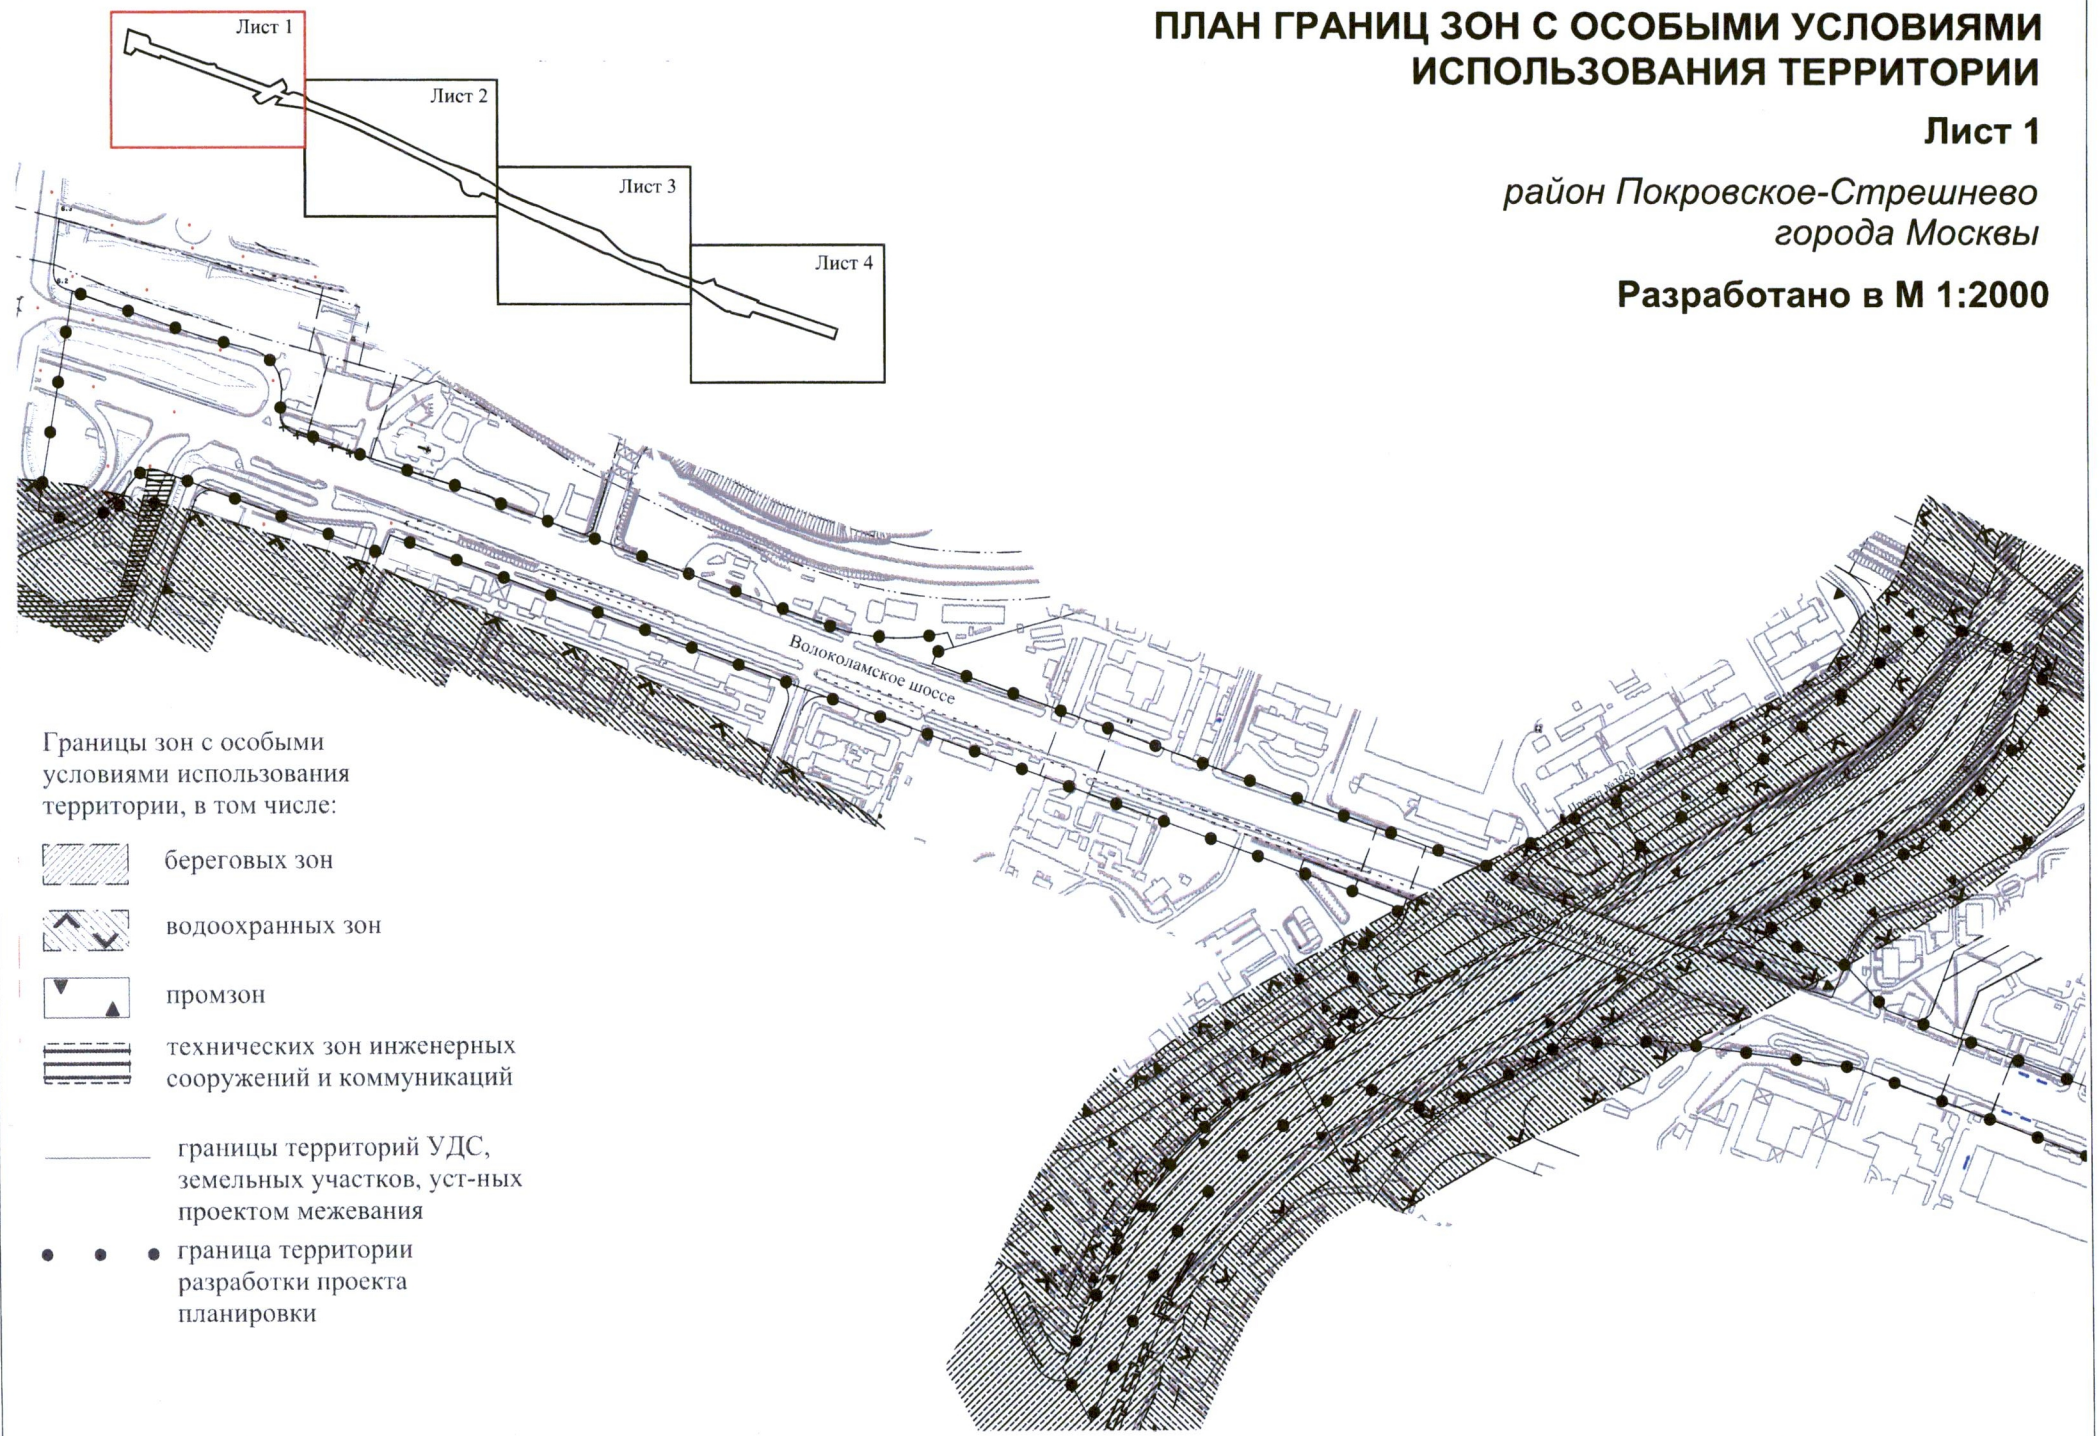 Лист 1
Лист 2
Лист 3
Лист 4
ПЛАН ГРАНИЦ ЗОН С ОСОБЫМИ УСЛОВИЯМИ
ИСПОЛЬЗОВАНИЯ ТЕРРИТОРИИ
Лист 1
район Покровское-Стрешнево
города Москвы
Разработано в М 1:2000
Волоколамское шоссе
Границы зон с особыми
условиями использования
территории, в том числе:
береговых зон
водоохранных зон
промзон
технических зон инженерных
сооружений и коммуникаций
границы территорий УДС,
земельных участков, уст-ных
проектом межевания
граница территории
разработки проекта
планировки